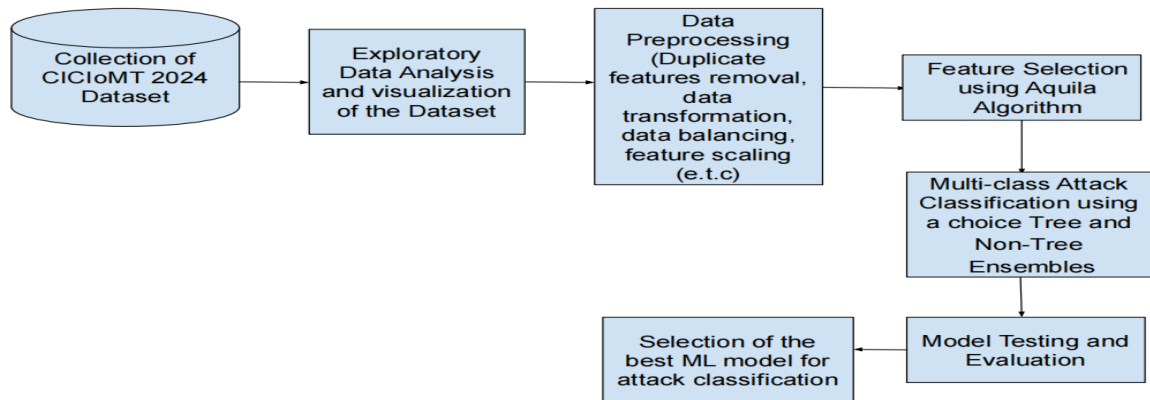 Collection of
CICIoMT 2024
Dataset
Exploratory
Data Analysis
and visualization
of the Dataset
Data
Preprocessing
(Duplicate
features removal,
data
transformation,
data balancing,
feature scaling
(e.t.c)
Feature Selection
using Aquila
Algorithm
Multi-class Attack
Classification using
a choice Tree and
Non-Tree
Ensembles
Model Testing and
Evaluation
Selection of the
best ML model for
attack classification